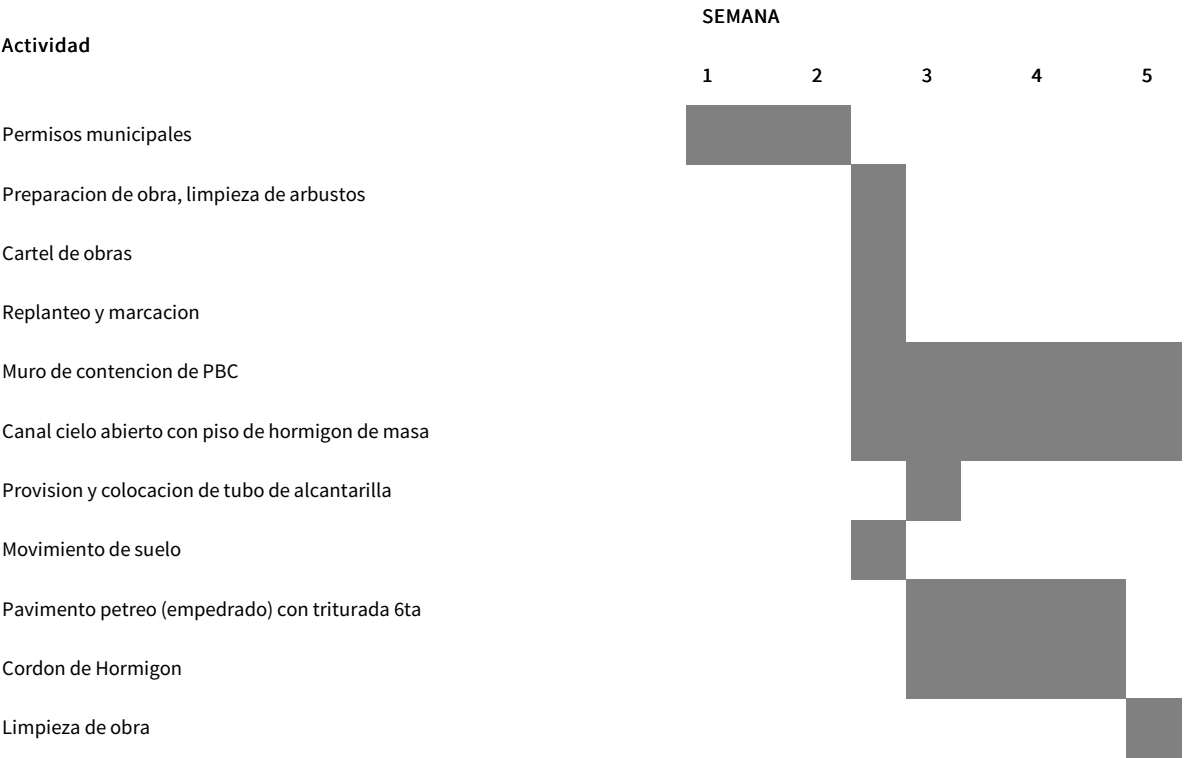 SEMANA
Actividad
1 2 3 4 5
Permisos municipales
Preparacion de obra, limpieza de arbustos
Cartel de obras
Replanteo y marcacion
Muro de contencion de PBC
Canal cielo abierto con piso de hormigon de masa
Provision y colocacion de tubo de alcantarilla
Movimiento de suelo
Pavimento petreo (empedrado) con triturada 6ta
Cordon de Hormigon
Limpieza de obra